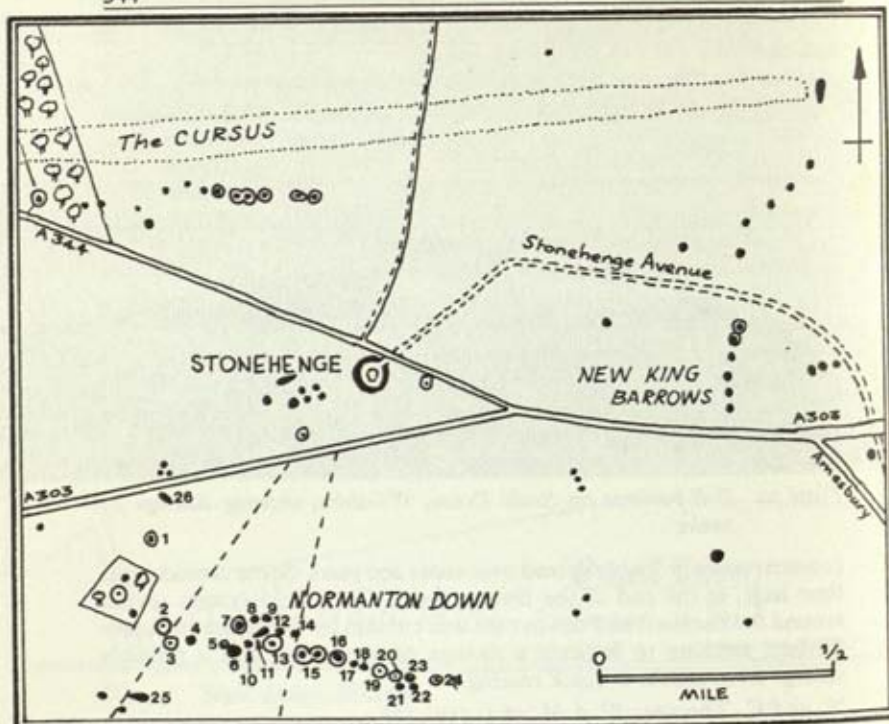 The CURSUS
A344
Stonehenge Avenue
STONEHENGE
NEW KING
BARROWS
A303
Amesbury
A303
26
1
NORMANTON DOWN
2
3
4
5
6
7
8
9
10
11
12
13
14
15
16
17
18
19
20
21
22
23
24
25
0
1/2
MILE